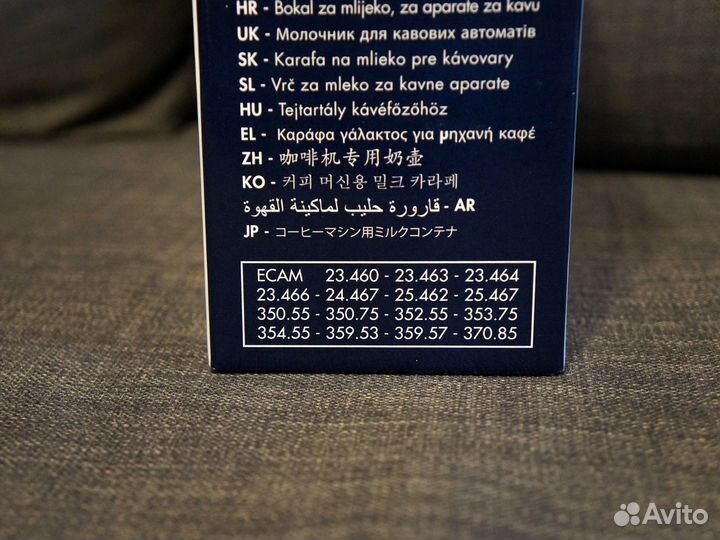 HR - Bokal za mlijeko, za aparate za kavu
UK - Молочник для кавових автоматів
SK - Karafa na mlieko pre kávovary
SL - Vrč za mleko za kavne aparate
HU - Tejtartály kávéfőzőhöz
EL - Καράφα γάλακτος για μηχανή καφέ
ZH - 咖啡机专用奶壶
KO - 커피 머신용 밀크 카라페
AR - قارورة حليب لماكينة القهوة
JP - コーヒーマシン用ミルクコンテナ
ECAM 23.460 - 23.463 - 23.464
23.466 - 24.467 - 25.462 - 25.467
350.55 - 350.75 - 352.55 - 353.75
354.55 - 359.53 - 359.57 - 370.85
Avito